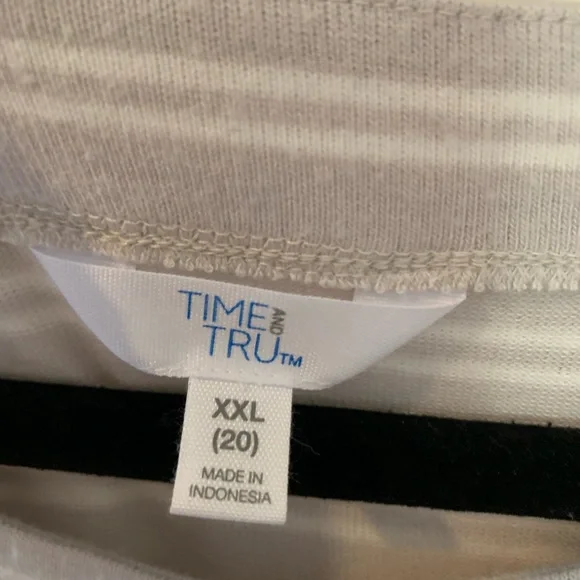 TIME AND
TRU™
XXL
(20)
MADE IN
INDONESIA